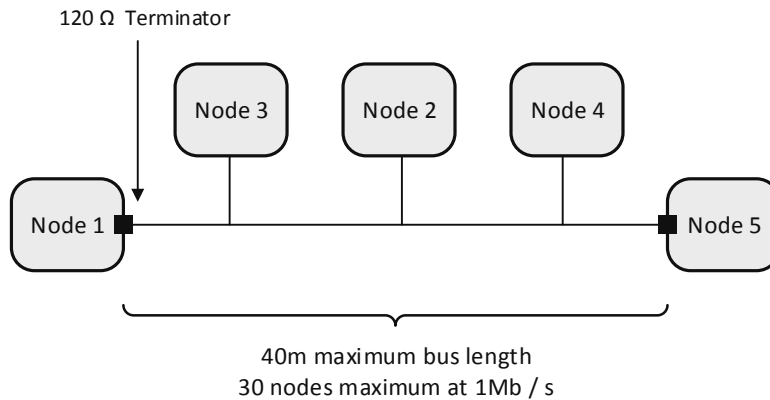 120 Ω Terminator
Node 3
Node 2
Node 4
Node 1
Node 5
40m maximum bus length
30 nodes maximum at 1Mb / s